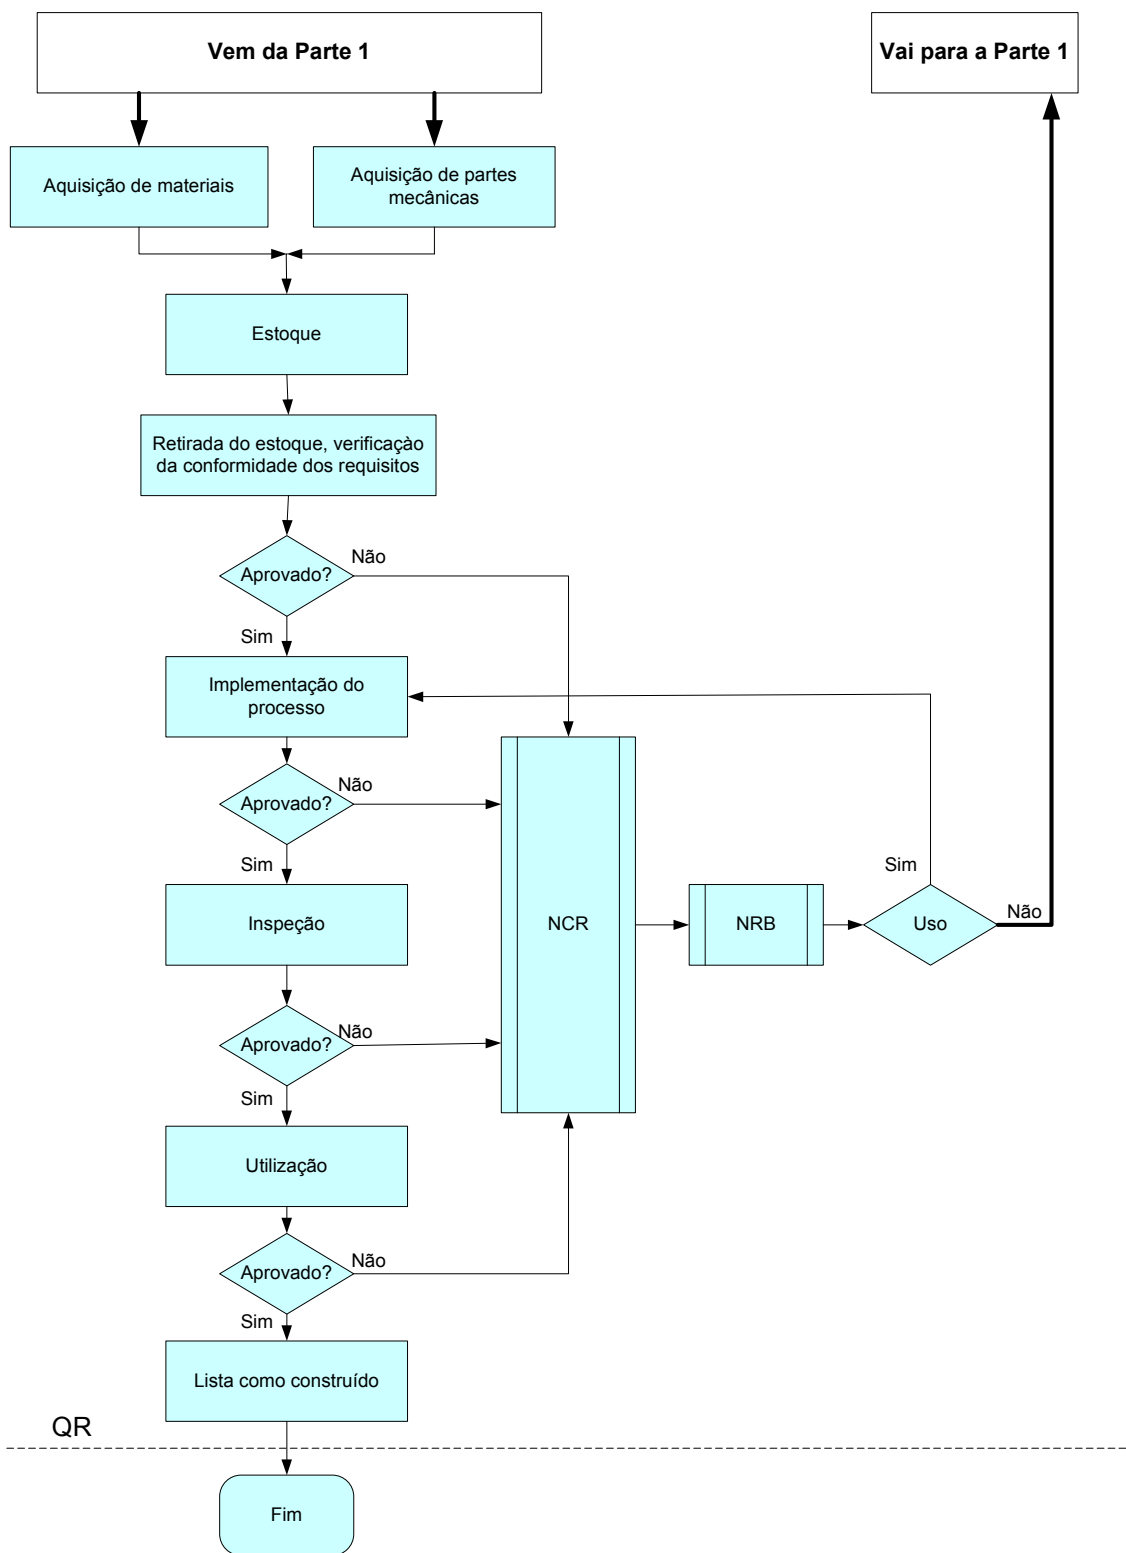 Vem da Parte 1
Vai para a Parte 1
Aquisição de materiais
Aquisição de partes
mecânicas
Estoque
Retirada do estoque, verificaçào
da conformidade dos requisitos
Aprovado?
Não
Sim
Implementação do
processo
Aprovado?
Não
Sim
Inspeção
NCR
NRB
Uso
Sim
Não
Aprovado?
Não
Sim
Utilização
Aprovado?
Não
Sim
Lista como construído
QR
Fim